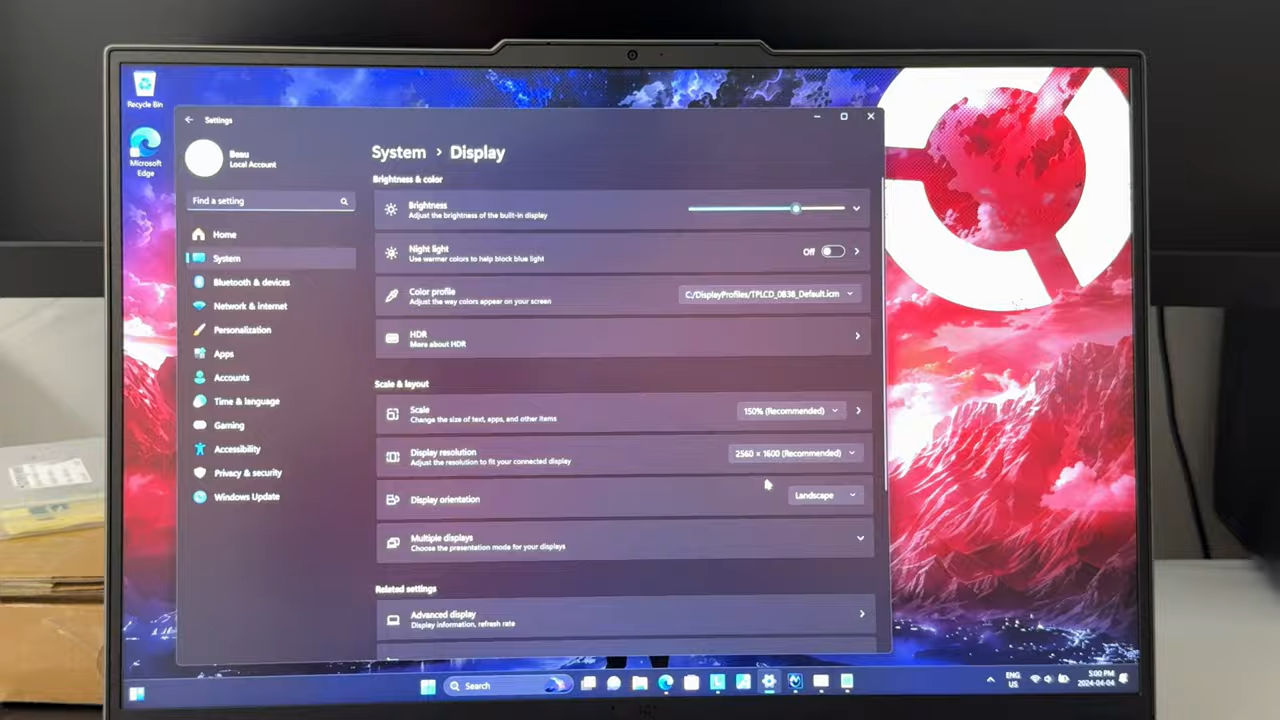 Recycle Bin
Microsoft
Edge
Settings
Beau
Local Account
Find a setting
Home
System
Bluetooth & devices
Network & internet
Personalization
Apps
Accounts
Time & language
Gaming
Accessibility
Privacy & security
Windows Update
System > Display
Brightness & color
Brightness
Adjust the brightness of the built-in display
Night light
Use warmer colors to help block blue light
Off
Color profile
Adjust the way colors appear on your screen
C:/DisplayProfiles/TPLCD_0B38_Default.icm
HDR
More about HDR
Scale & layout
Scale
Change the size of text, apps, and other items
150% (Recommended)
Display resolution
Adjust the resolution to fit your connected display
2560 × 1600 (Recommended)
Display orientation
Landscape
Multiple displays
Choose the presentation mode for your displays
Related settings
Advanced display
Display information, refresh rate
Search
ENG
US
5:00 PM
2024-04-04